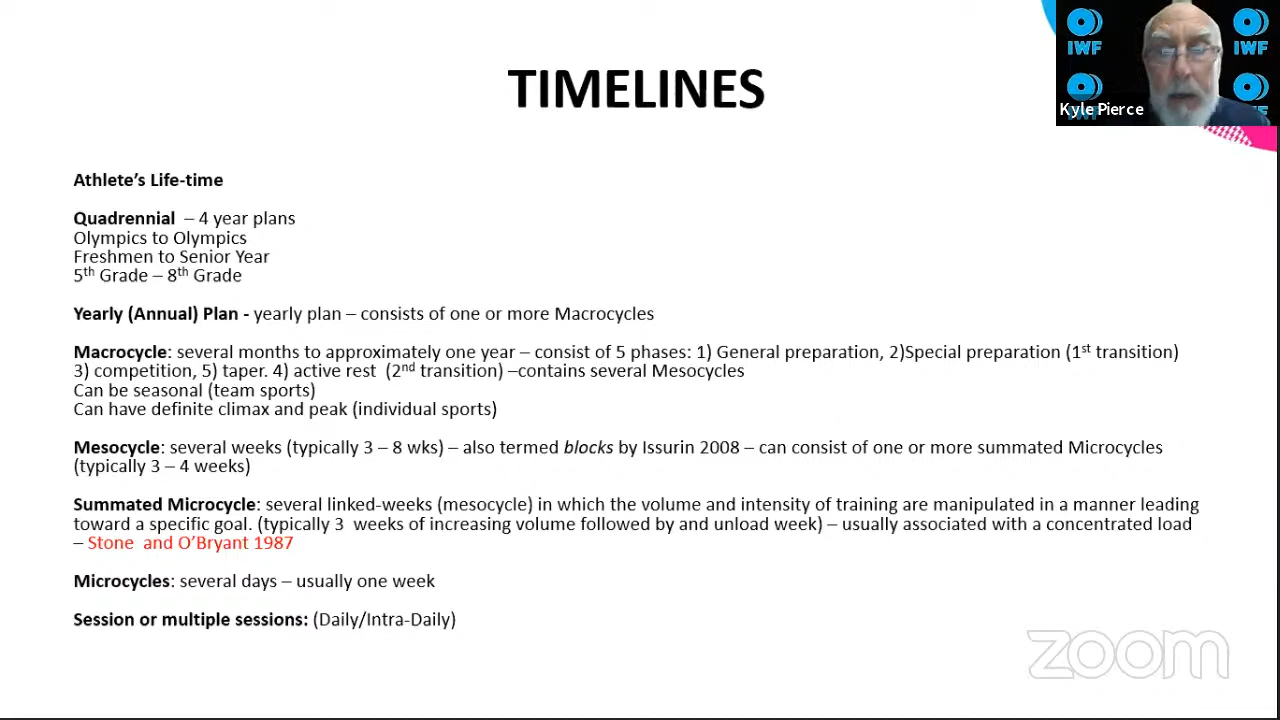 TIMELINES
IWF
IWF
IWF
Kyle Pierce
Athlete's Life-time
Quadrennial – 4 year plans
Olympics to Olympics
Freshmen to Senior Year
5th Grade – 8th Grade
Yearly (Annual) Plan - yearly plan – consists of one or more Macrocycles
Macrocycle: several months to approximately one year – consist of 5 phases: 1) General preparation, 2)Special preparation (1st transition)
3) competition, 5) taper. 4) active rest (2nd transition) –contains several Mesocycles
Can be seasonal (team sports)
Can have definite climax and peak (individual sports)
Mesocycle: several weeks (typically 3 – 8 wks) – also termed blocks by Issurin 2008 – can consist of one or more summated Microcycles
(typically 3 – 4 weeks)
Summated Microcycle: several linked-weeks (mesocycle) in which the volume and intensity of training are manipulated in a manner leading
toward a specific goal. (typically 3 weeks of increasing volume followed by and unload week) – usually associated with a concentrated load
– Stone and O'Bryant 1987
Microcycles: several days – usually one week
Session or multiple sessions: (Daily/Intra-Daily)
zoom